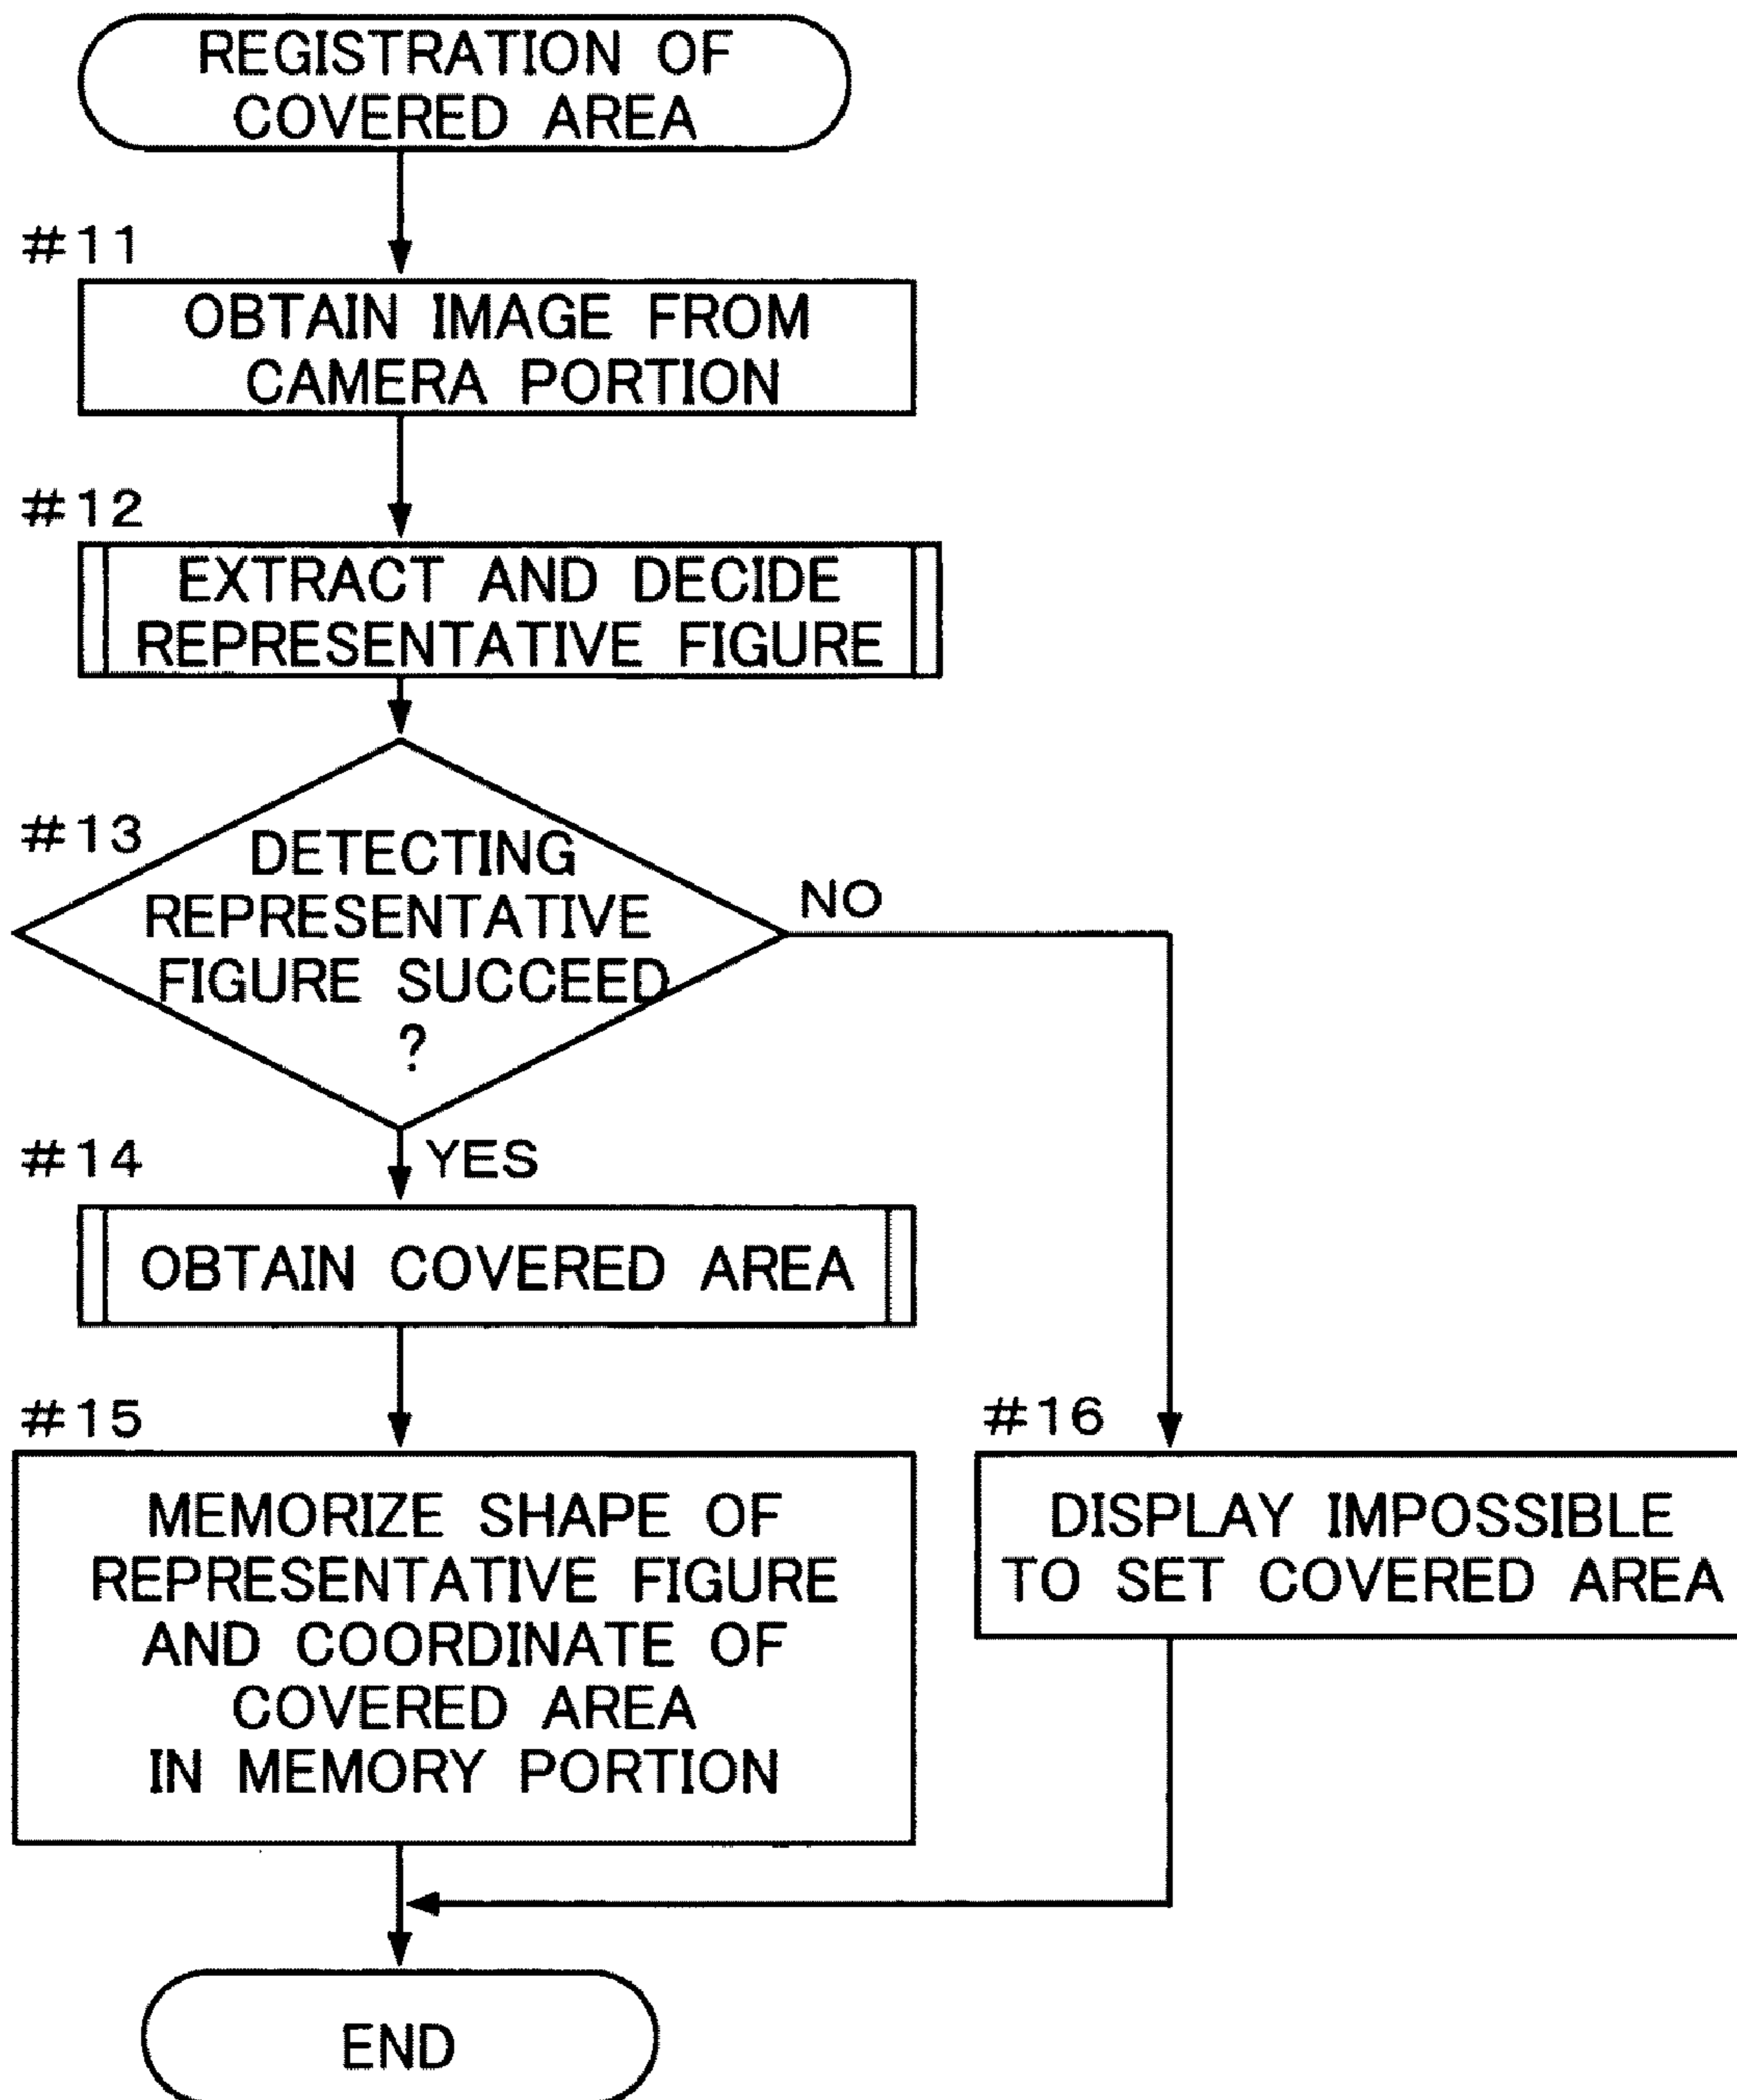 REGISTRATION OF
COVERED AREA
#11
OBTAIN IMAGE FROM
CAMERA PORTION
#12
EXTRACT AND DECIDE
REPRESENTATIVE FIGURE
#13
DETECTING
REPRESENTATIVE
FIGURE SUCCEED
?
NO
YES
#14
OBTAIN COVERED AREA
#15
MEMORIZE SHAPE OF
REPRESENTATIVE FIGURE
AND COORDINATE OF
COVERED AREA
IN MEMORY PORTION
#16
DISPLAY IMPOSSIBLE
TO SET COVERED AREA
END